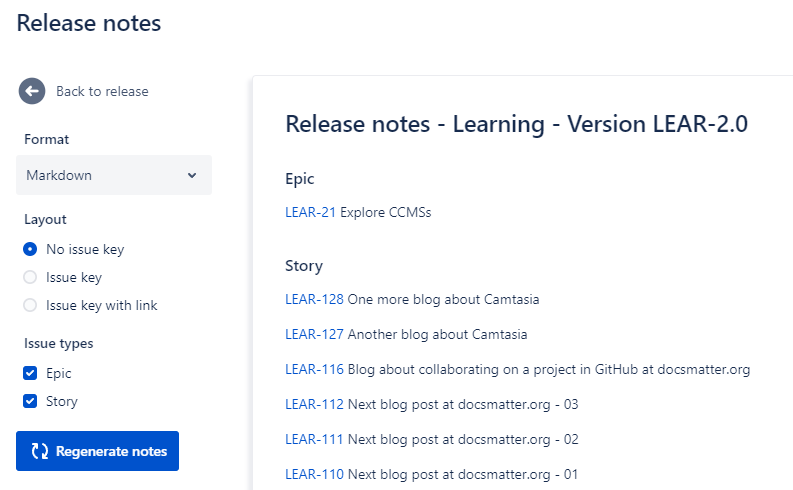 Release notes
Back to release
Format
Markdown
Layout
No issue key
Issue key
Issue key with link
Issue types
Epic
Story
Regenerate notes
Release notes - Learning - Version LEAR-2.0
Epic
LEAR-21 Explore CCMSs
Story
LEAR-128 One more blog about Camtasia
LEAR-127 Another blog about Camtasia
LEAR-116 Blog about collaborating on a project in GitHub at docsmatter.org
LEAR-112 Next blog post at docsmatter.org - 03
LEAR-111 Next blog post at docsmatter.org - 02
LEAR-110 Next blog post at docsmatter.org - 01